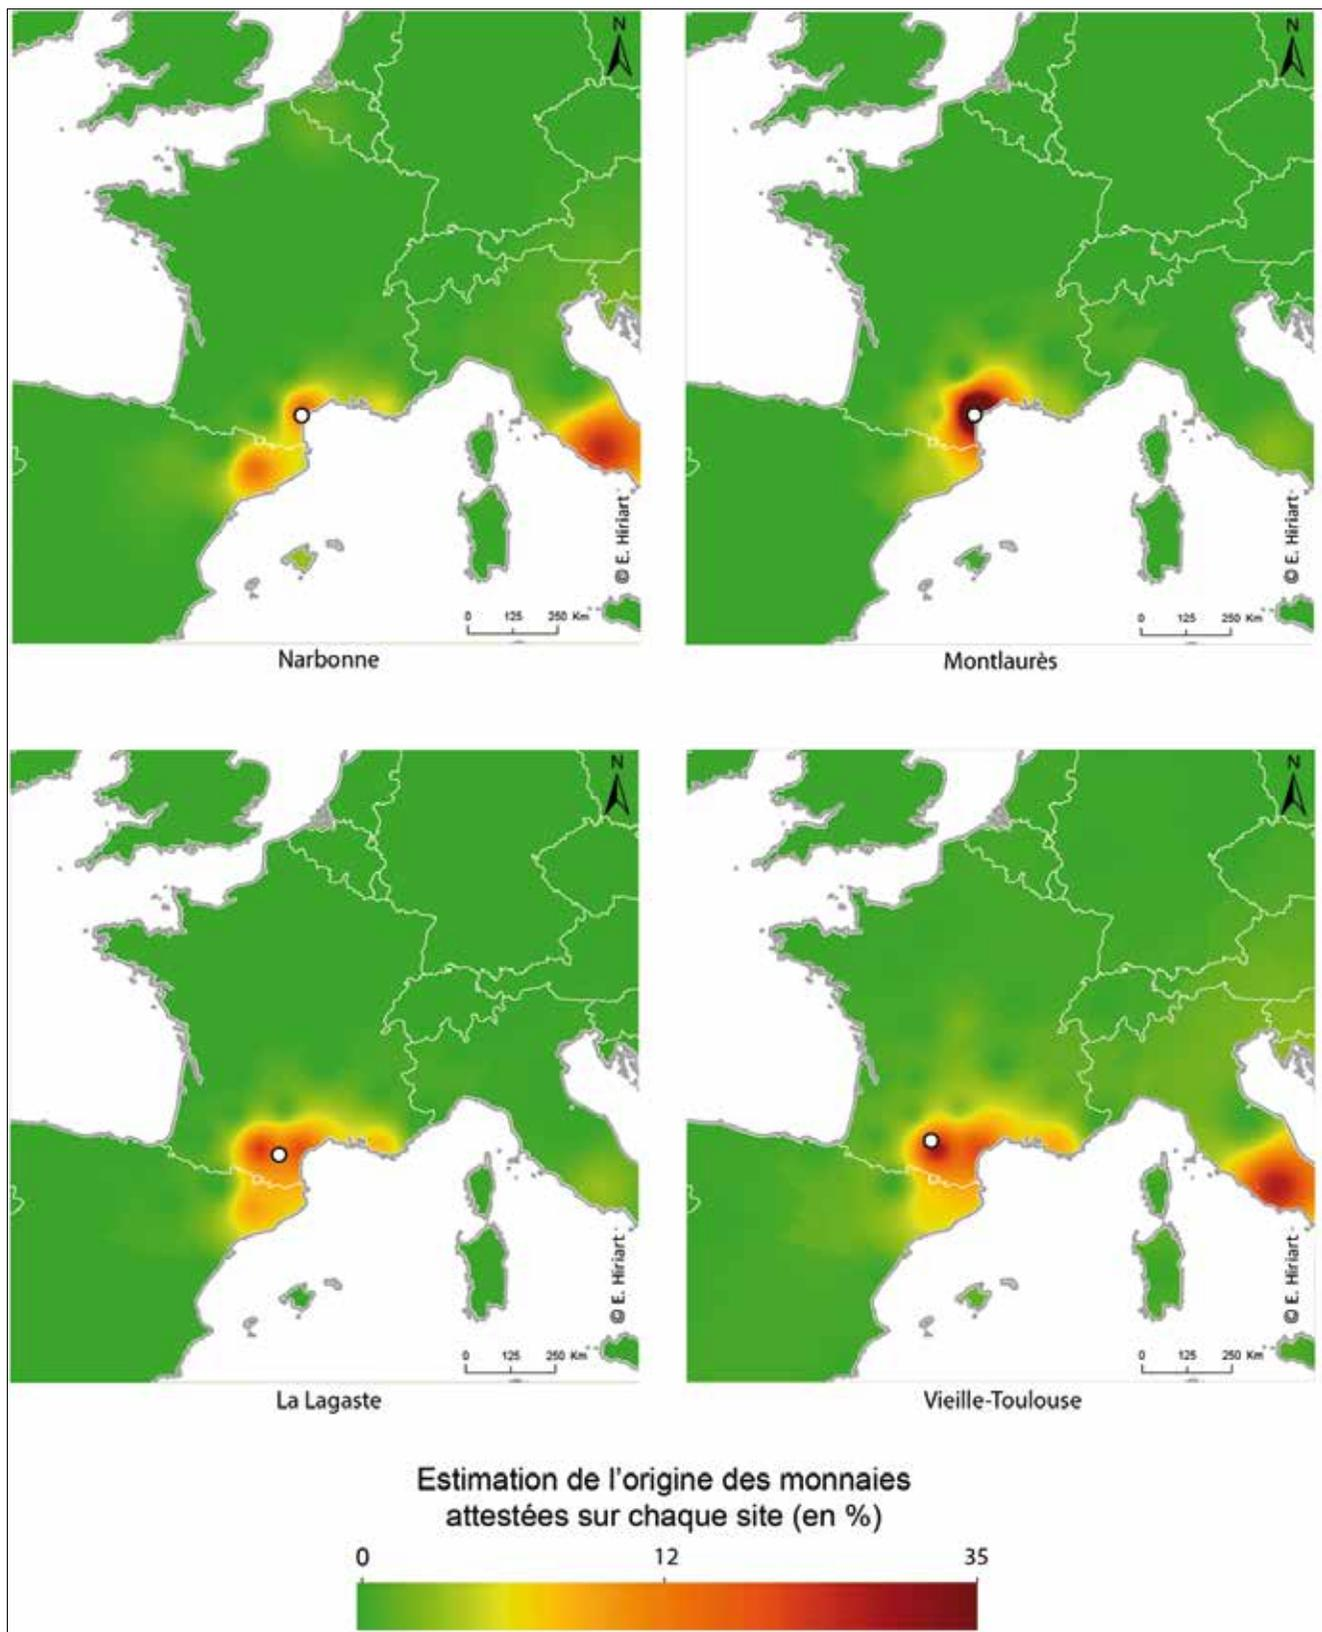 N
N
© E. Hiriart
© E. Hiriart
0 125 250 Km
0 125 250 Km
Narbonne
Montlaurès
N
N
© E. Hiriart
© E. Hiriart
0 125 250 Km
0 125 250 Km
La Lagaste
Vieille-Toulouse
Estimation de l'origine des monnaies
attestées sur chaque site (en %)
0 12 35